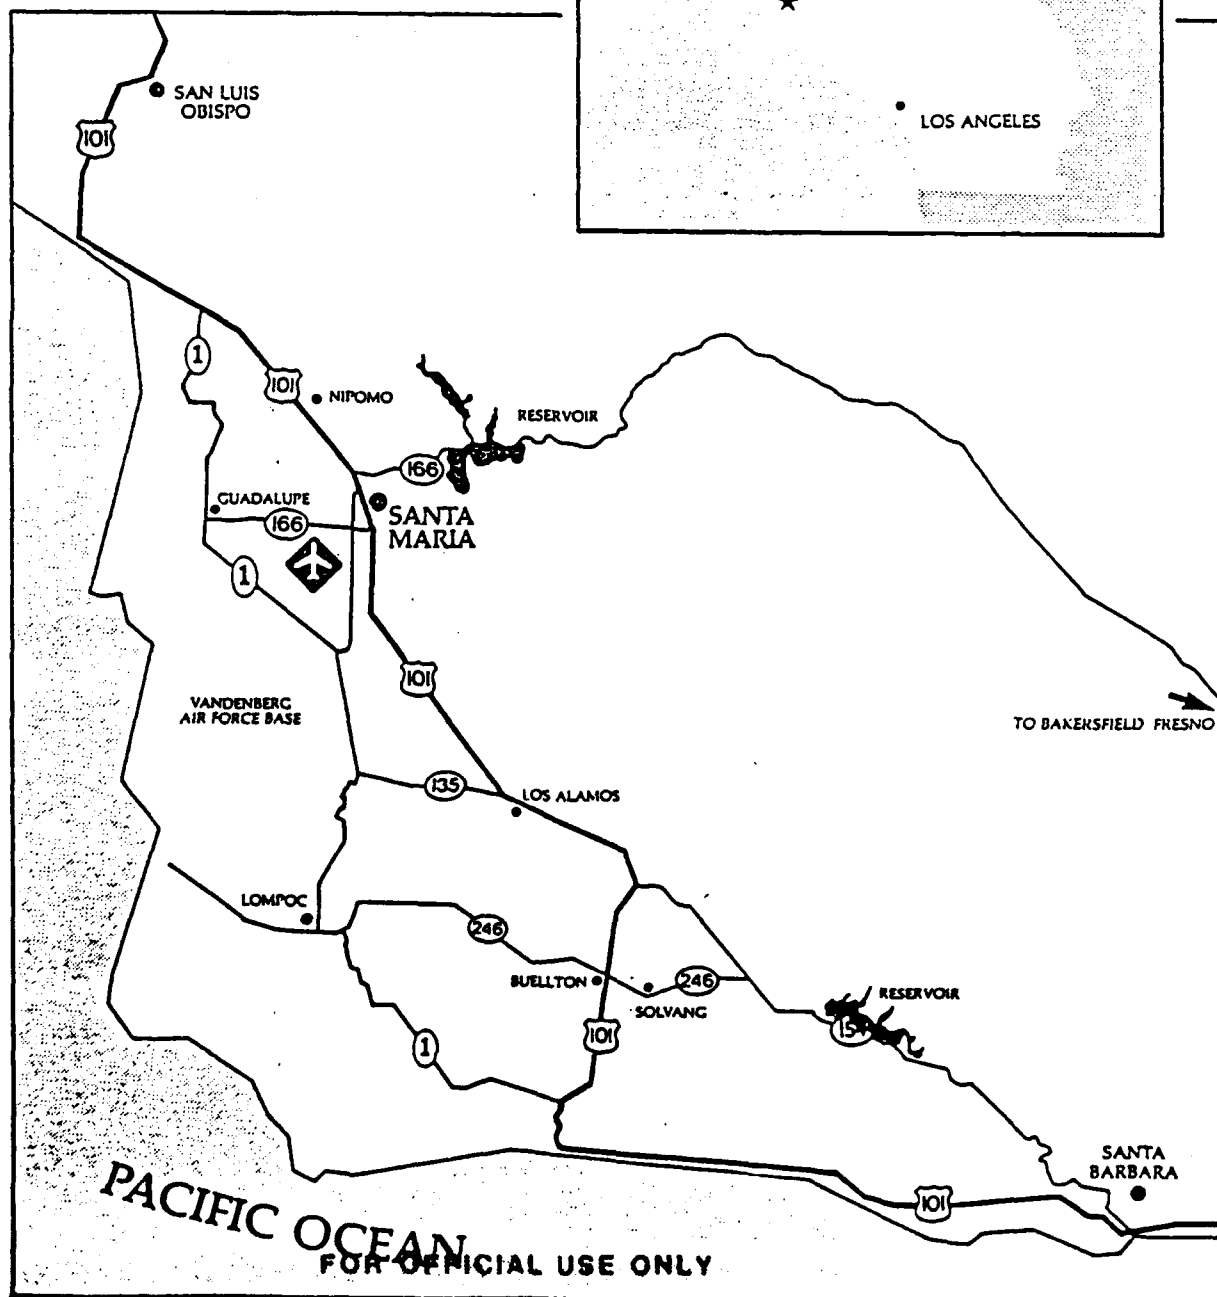 SAN LUIS
OBISPO
LOS ANGELES
101
1
101
NIPOMO
RESERVOIR
166
GUADALUPE
166
SANTA
MARIA
1
101
VANDENBERG
AIR FORCE BASE
TO BAKERSFIELD FRESNO
135
LOS ALAMOS
LOMPOC
246
BUELLTON
246
SOLVANG
RESERVOIR
101
15
1
SANTA
BARBARA
101
PACIFIC OCEAN
FOR OFFICIAL USE ONLY